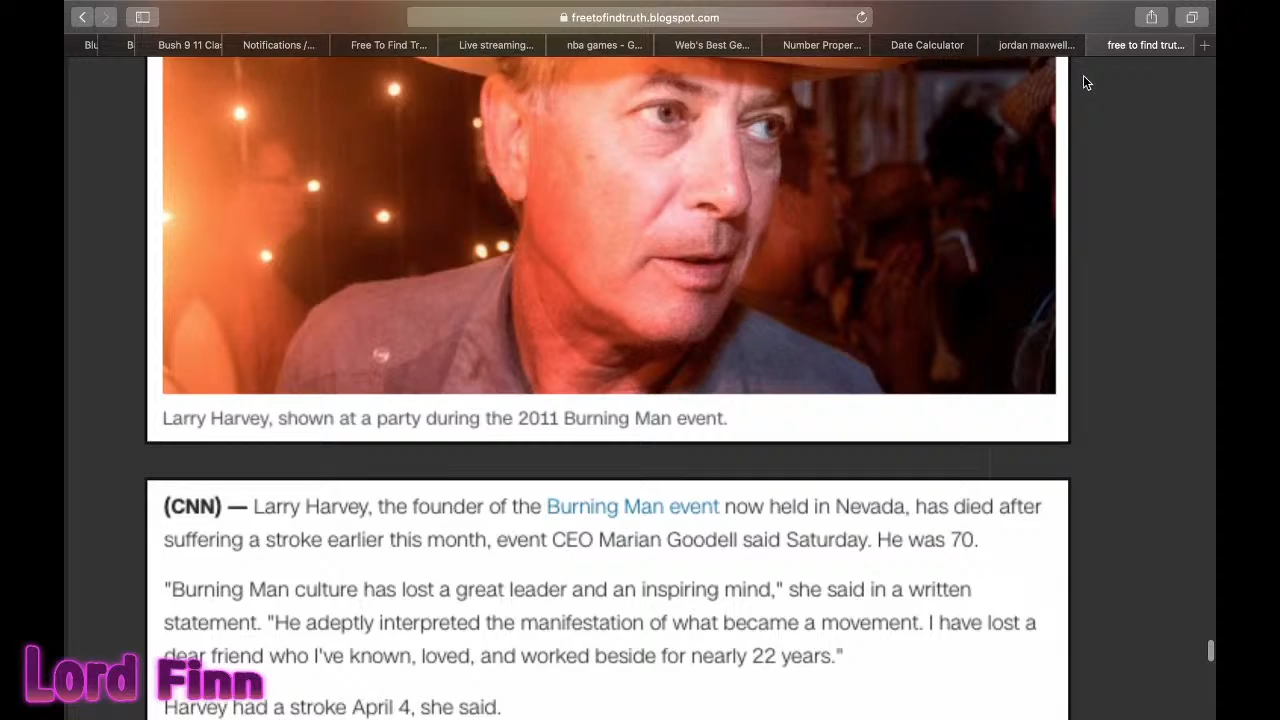 freetofindtruth.blogspot.com
Blu
B
Bush 9 11 Cla
Notifications /...
Free To Find Tr...
Live streaming...
nba games - G...
Web's Best Ge...
Number Proper...
Date Calculator
jordan maxwell...
free to find trut...
Larry Harvey, shown at a party during the 2011 Burning Man event.
(CNN) — Larry Harvey, the founder of the Burning Man event now held in Nevada, has died after
suffering a stroke earlier this month, event CEO Marian Goodell said Saturday. He was 70.
"Burning Man culture has lost a great leader and an inspiring mind," she said in a written
statement. "He adeptly interpreted the manifestation of what became a movement. I have lost a
dear friend who I've known, loved, and worked beside for nearly 22 years."
Harvey had a stroke April 4, she said.
Lord Finn